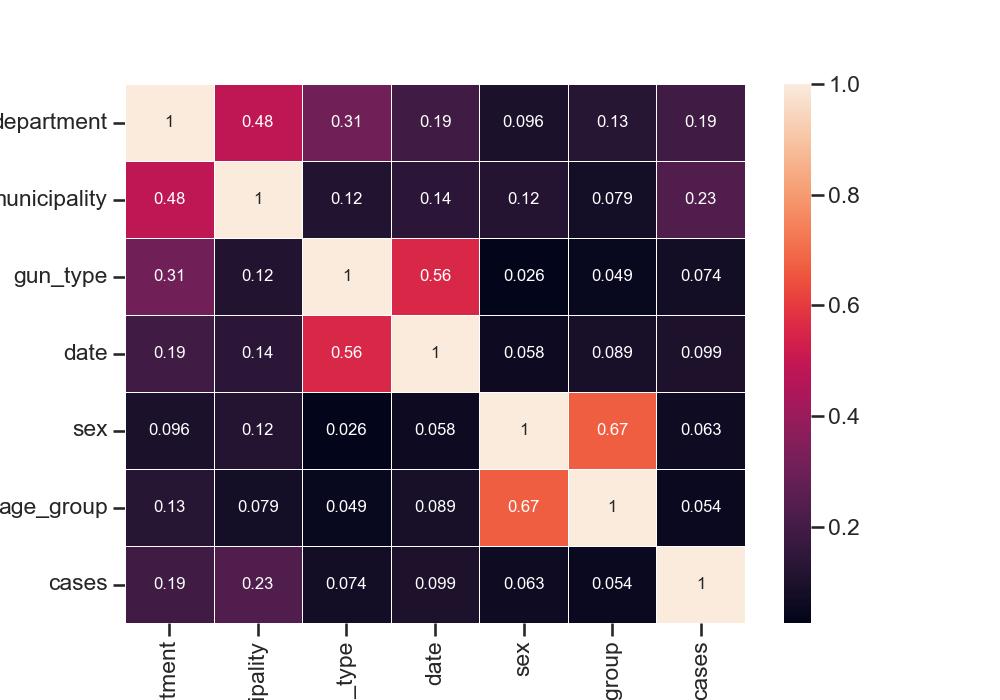 department 1 0.48 0.31 0.19 0.096 0.13 0.19
municipality 0.48 1 0.12 0.14 0.12 0.079 0.23
gun_type 0.31 0.12 1 0.56 0.026 0.049 0.074
date 0.19 0.14 0.56 1 0.058 0.089 0.099
sex 0.096 0.12 0.026 0.058 1 0.67 0.063
age_group 0.13 0.079 0.049 0.089 0.67 1 0.054
cases 0.19 0.23 0.074 0.099 0.063 0.054 1
tment ipality _type date sex group cases
1.0
0.8
0.6
0.4
0.2